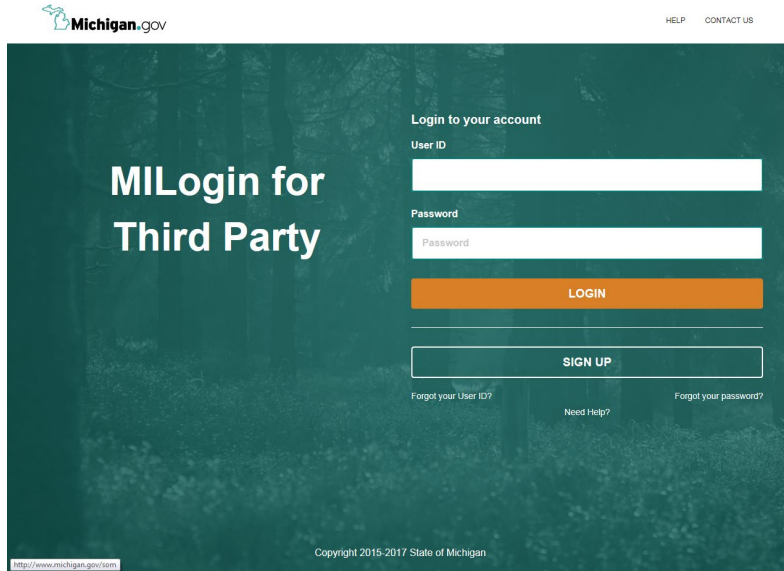 Michigan.gov
HELP CONTACT US
MILogin for
Third Party
Login to your account
User ID
Password
Password
LOGIN
SIGN UP
Forgot your User ID? Forgot your password?
Need Help?
Copyright 2015-2017 State of Michigan
http://www.michigan.gov/som